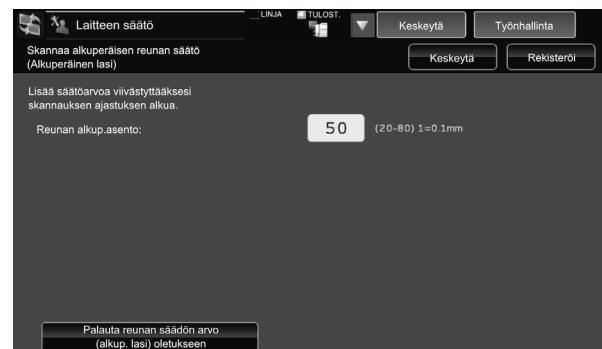 Laitteen säätö
LINJA
TULOST.
Keskeytä
Työnhallinta
Skannaa alkuperäisen reunan säätö
(Alkuperäinen lasi)
Keskeytä
Rekisteröi
Lisää säätöarvoa viivästyttääksesi
skannauksen ajastuksen alkua.
Reunan alkup.asento:
50
(20-80) 1=0.1mm
Palauta reunan säädön arvo
(alkup. lasi) oletukseen